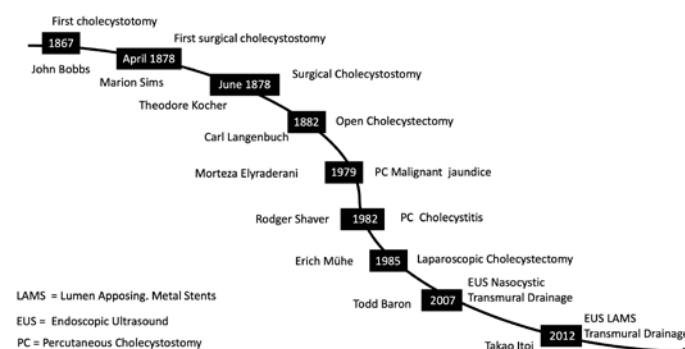 First cholecystotomy
1867
John Bobbs
First surgical cholecystostomy
April 1878
Marion Sims
Surgical Cholecystostomy
June 1878
Theodore Kocher
1882
Open Cholecystectomy
Carl Langenbuch
Morteza Elyraderani
1979
PC Malignant jaundice
Rodger Shaver
1982
PC Cholecystitis
Erich Mühe
1985
Laparoscopic Cholecystectomy
Todd Baron
2007
EUS Nasocystic
Transmural Drainage
Takao Itoi
2012
EUS LAMS
Transmural Drainage
LAMS = Lumen Apposing. Metal Stents
EUS = Endoscopic Ultrasound
PC = Percutaneous Cholecystostomy